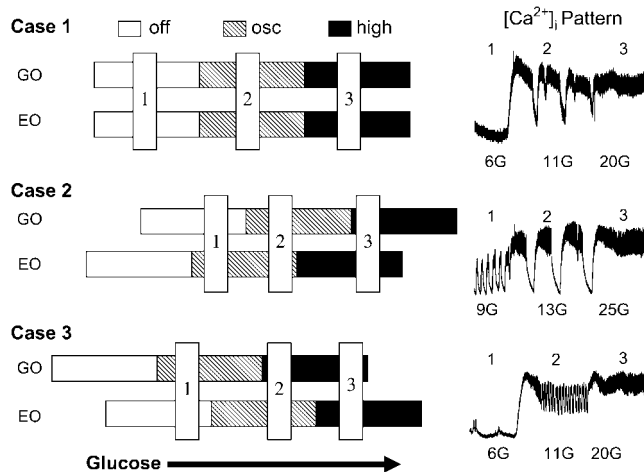 Case 1 off osc high [Ca²⁺]ᵢ Pattern
GO
EO
1 2 3
1 2 3
6G 11G 20G
Case 2
GO
EO
1 2 3
1 2 3
9G 13G 25G
Case 3
GO
EO
1 2 3
1 2 3
6G 11G 20G
Glucose